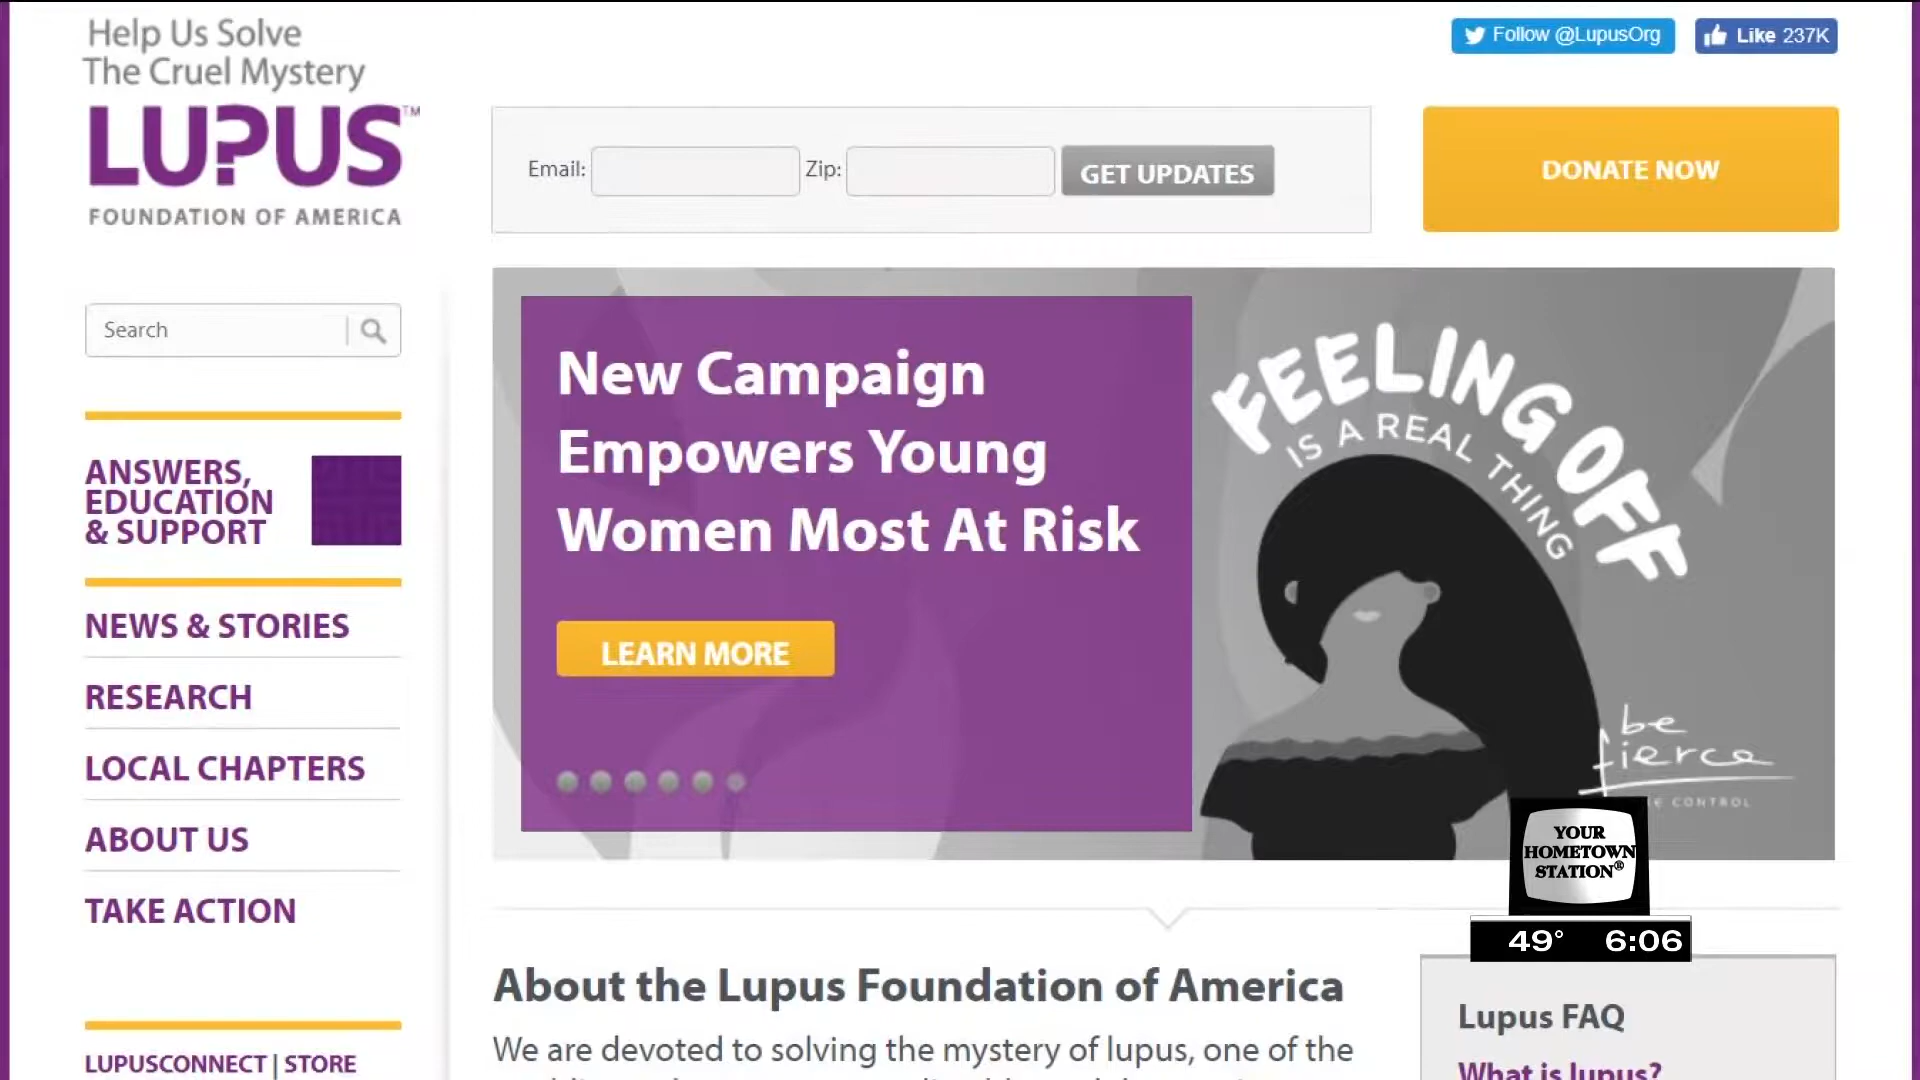 Help Us Solve
The Cruel Mystery
LUPUS™
FOUNDATION OF AMERICA
Follow @LupusOrg
Like 237K
Email:
Zip:
GET UPDATES
DONATE NOW
Search
ANSWERS,
EDUCATION
& SUPPORT
NEWS & STORIES
RESEARCH
LOCAL CHAPTERS
ABOUT US
TAKE ACTION
LUPUSCONNECT | STORE
New Campaign
Empowers Young
Women Most At Risk
LEARN MORE
FEELING OFF
IS A REAL THING
be
fierce
CONTROL
YOUR
HOMETOWN
STATION®
49° 6:06
About the Lupus Foundation of America
We are devoted to solving the mystery of lupus, one of the
Lupus FAQ
What is lupus?